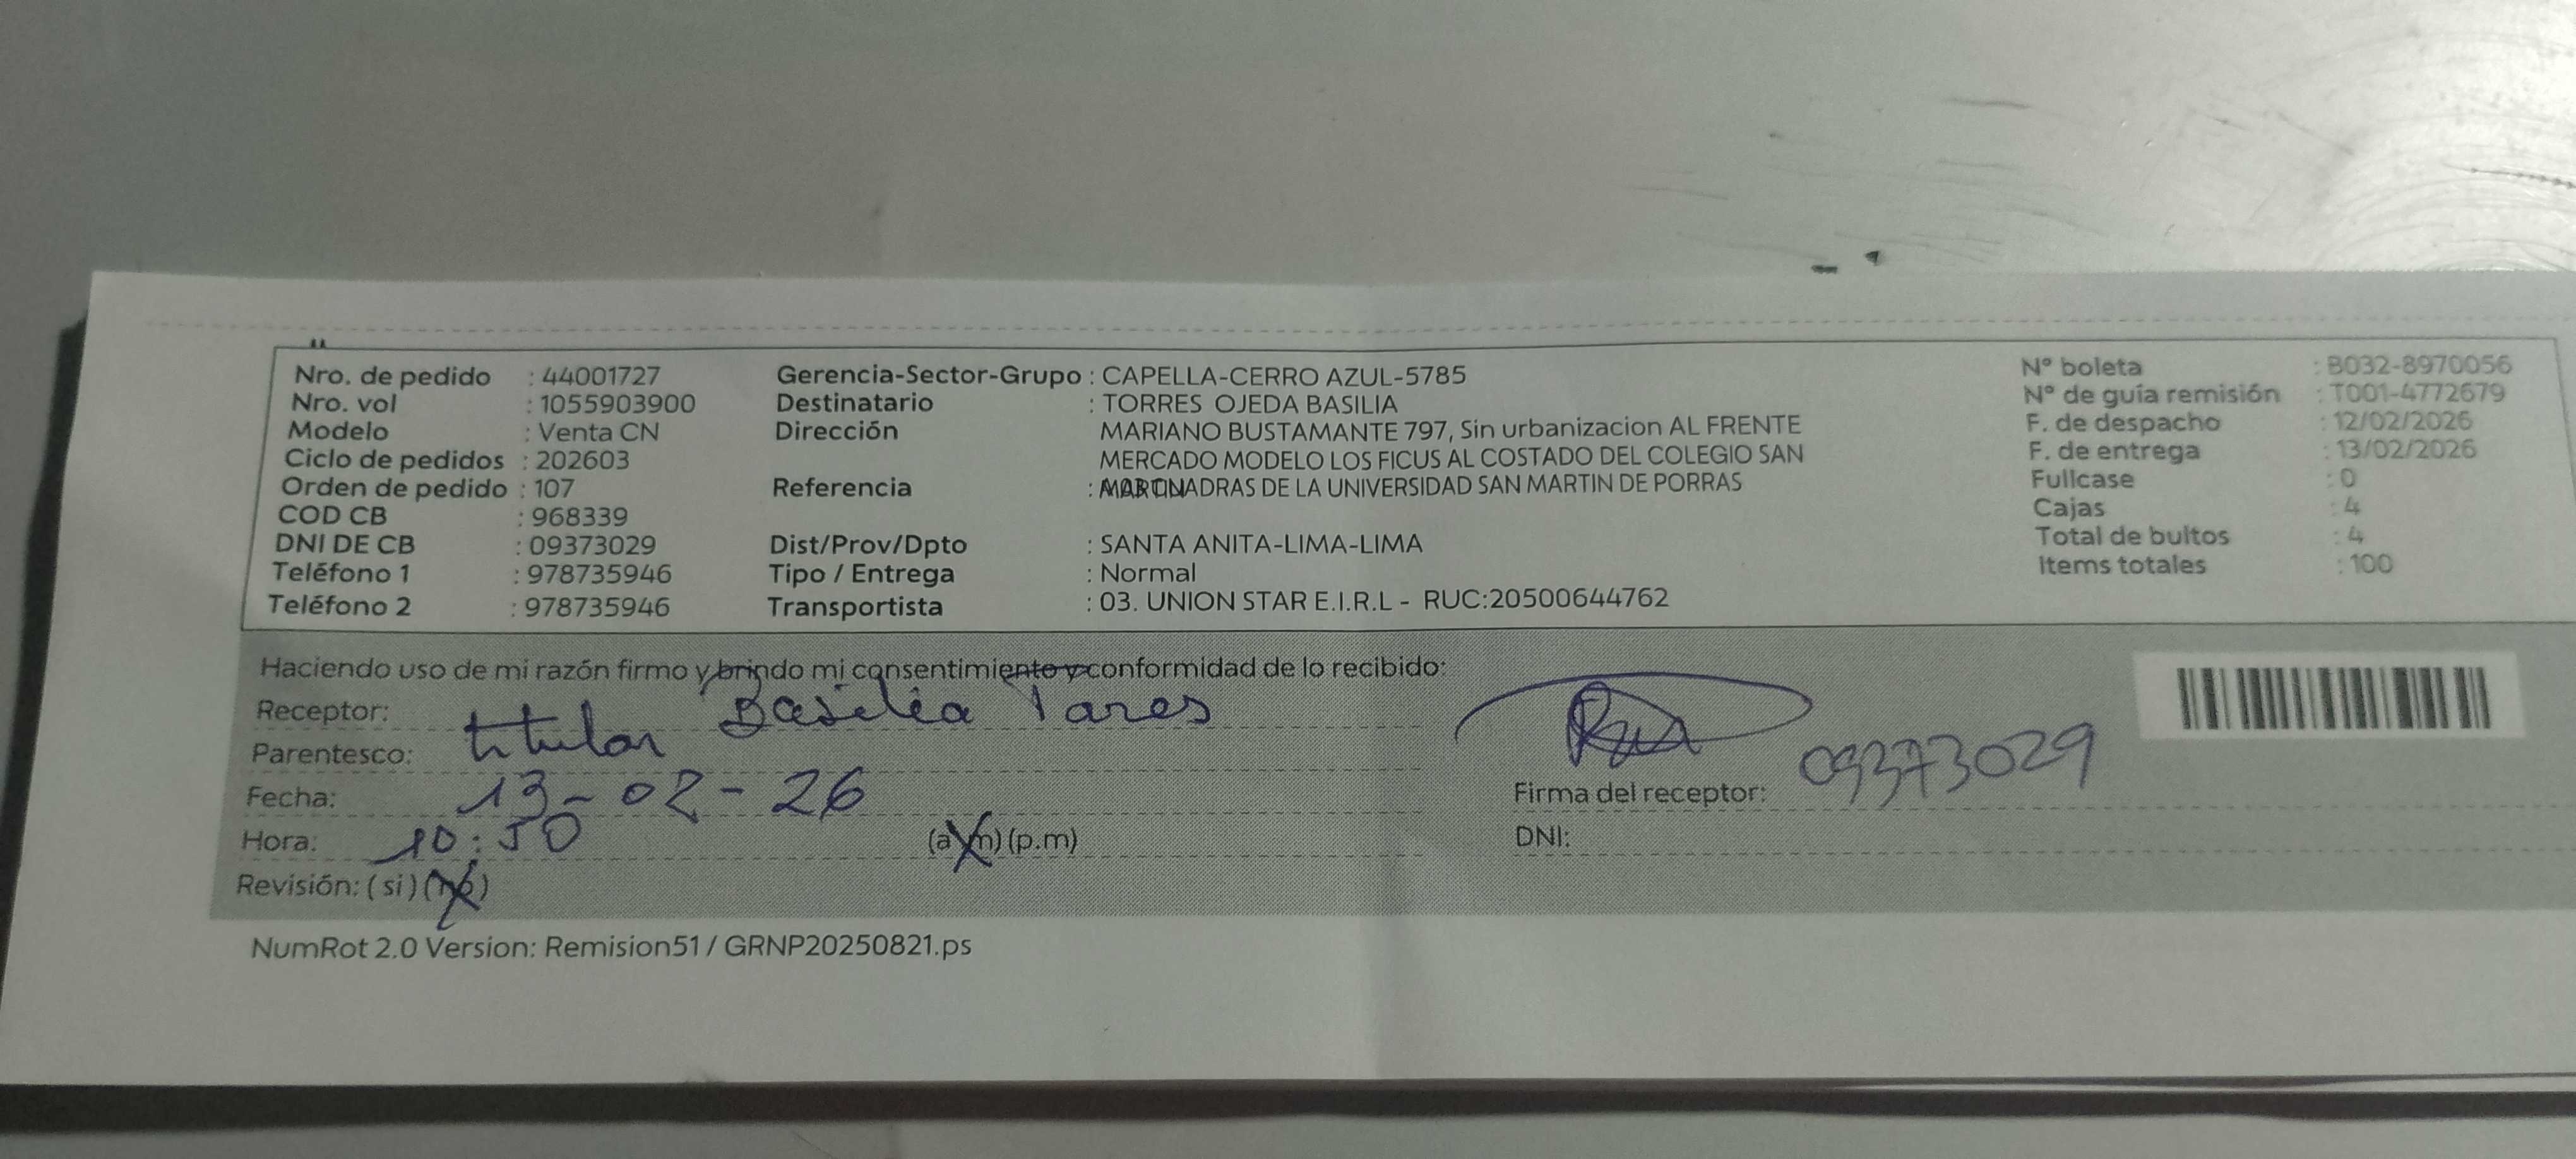 Nro. de pedido : 44001727
Nro. vol : 1055903900
Modelo : Venta CN
Ciclo de pedidos : 202603
Orden de pedido : 107
COD CB : 968339
DNI DE CB : 09373029
Teléfono 1 : 978735946
Teléfono 2 : 978735946
Gerencia-Sector-Grupo : CAPELLA-CERRO AZUL-5785
Destinatario : TORRES OJEDA BASILIA
Dirección MARIANO BUSTAMANTE 797, Sin urbanizacion AL FRENTE
MERCADO MODELO LOS FICUS AL COSTADO DEL COLEGIO SAN
MARTIN
Referencia : A 03 CUADRAS DE LA UNIVERSIDAD SAN MARTIN DE PORRAS
Dist/Prov/Dpto : SANTA ANITA-LIMA-LIMA
Tipo / Entrega : Normal
Transportista : 03. UNION STAR E.I.R.L - RUC:20500644762
N° boleta : B032-8970056
N° de guía remisión : T001-4772679
F. de despacho : 12/02/2026
F. de entrega : 13/02/2026
Fullcase : 0
Cajas : 4
Total de bultos : 4
Items totales : 100
Haciendo uso de mi razón firmo y brindo mi consentimiento y conformidad de lo recibido:
Receptor: Basilia Torres
Parentesco: titular
Fecha: 13-02-26
Hora: 10:50 (a.m) (p.m)
Revisión: (si) (no)
Firma del receptor: 09373029
DNI:
NumRot 2.0 Version: Remision51 / GRNP20250821.ps